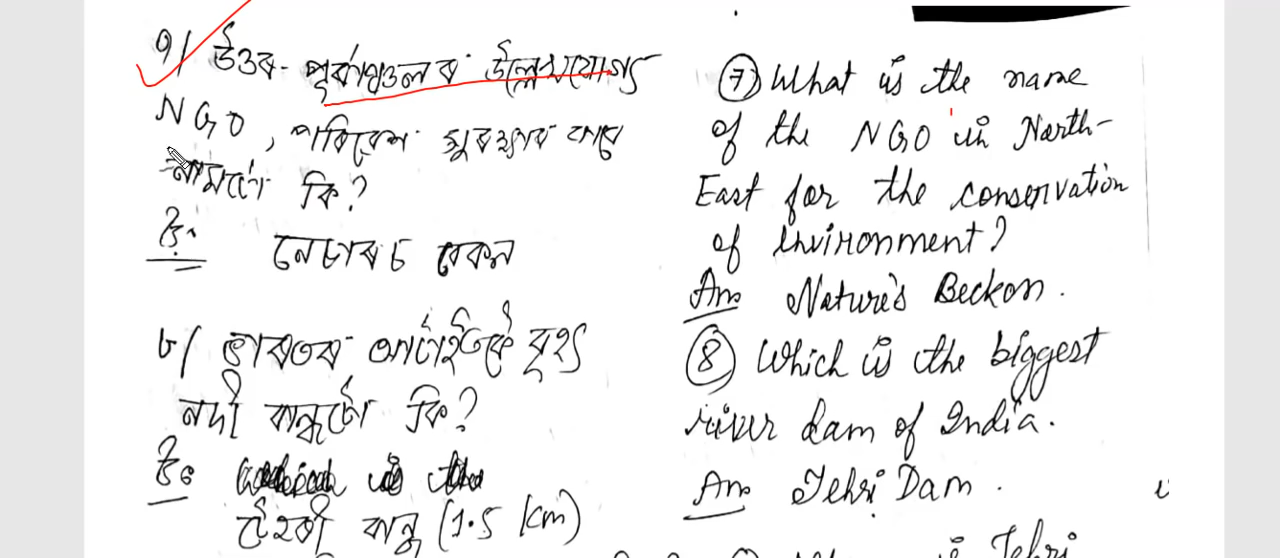 ৭/ উত্তৰ-পূৰ্বাঞ্চলৰ উল্লেখযোগ্য
NGO, পৰিবেশ সুৰক্ষাৰ বাবে
নামটো কি?
উঃ নেচাৰচ বেকন
৮/ ভাৰতৰ আটাইতকৈ বৃহৎ
নদী বান্ধটো কি?
উঃ
টেহৰী বান্ধ (1.5 km)
⑦ What is the name
of the NGO in North-
East for the conservation
of Environment?
Ans Nature's Beckon.
⑧ Which is the biggest
river dam of India.
Ans Tehri Dam.
is Tehri